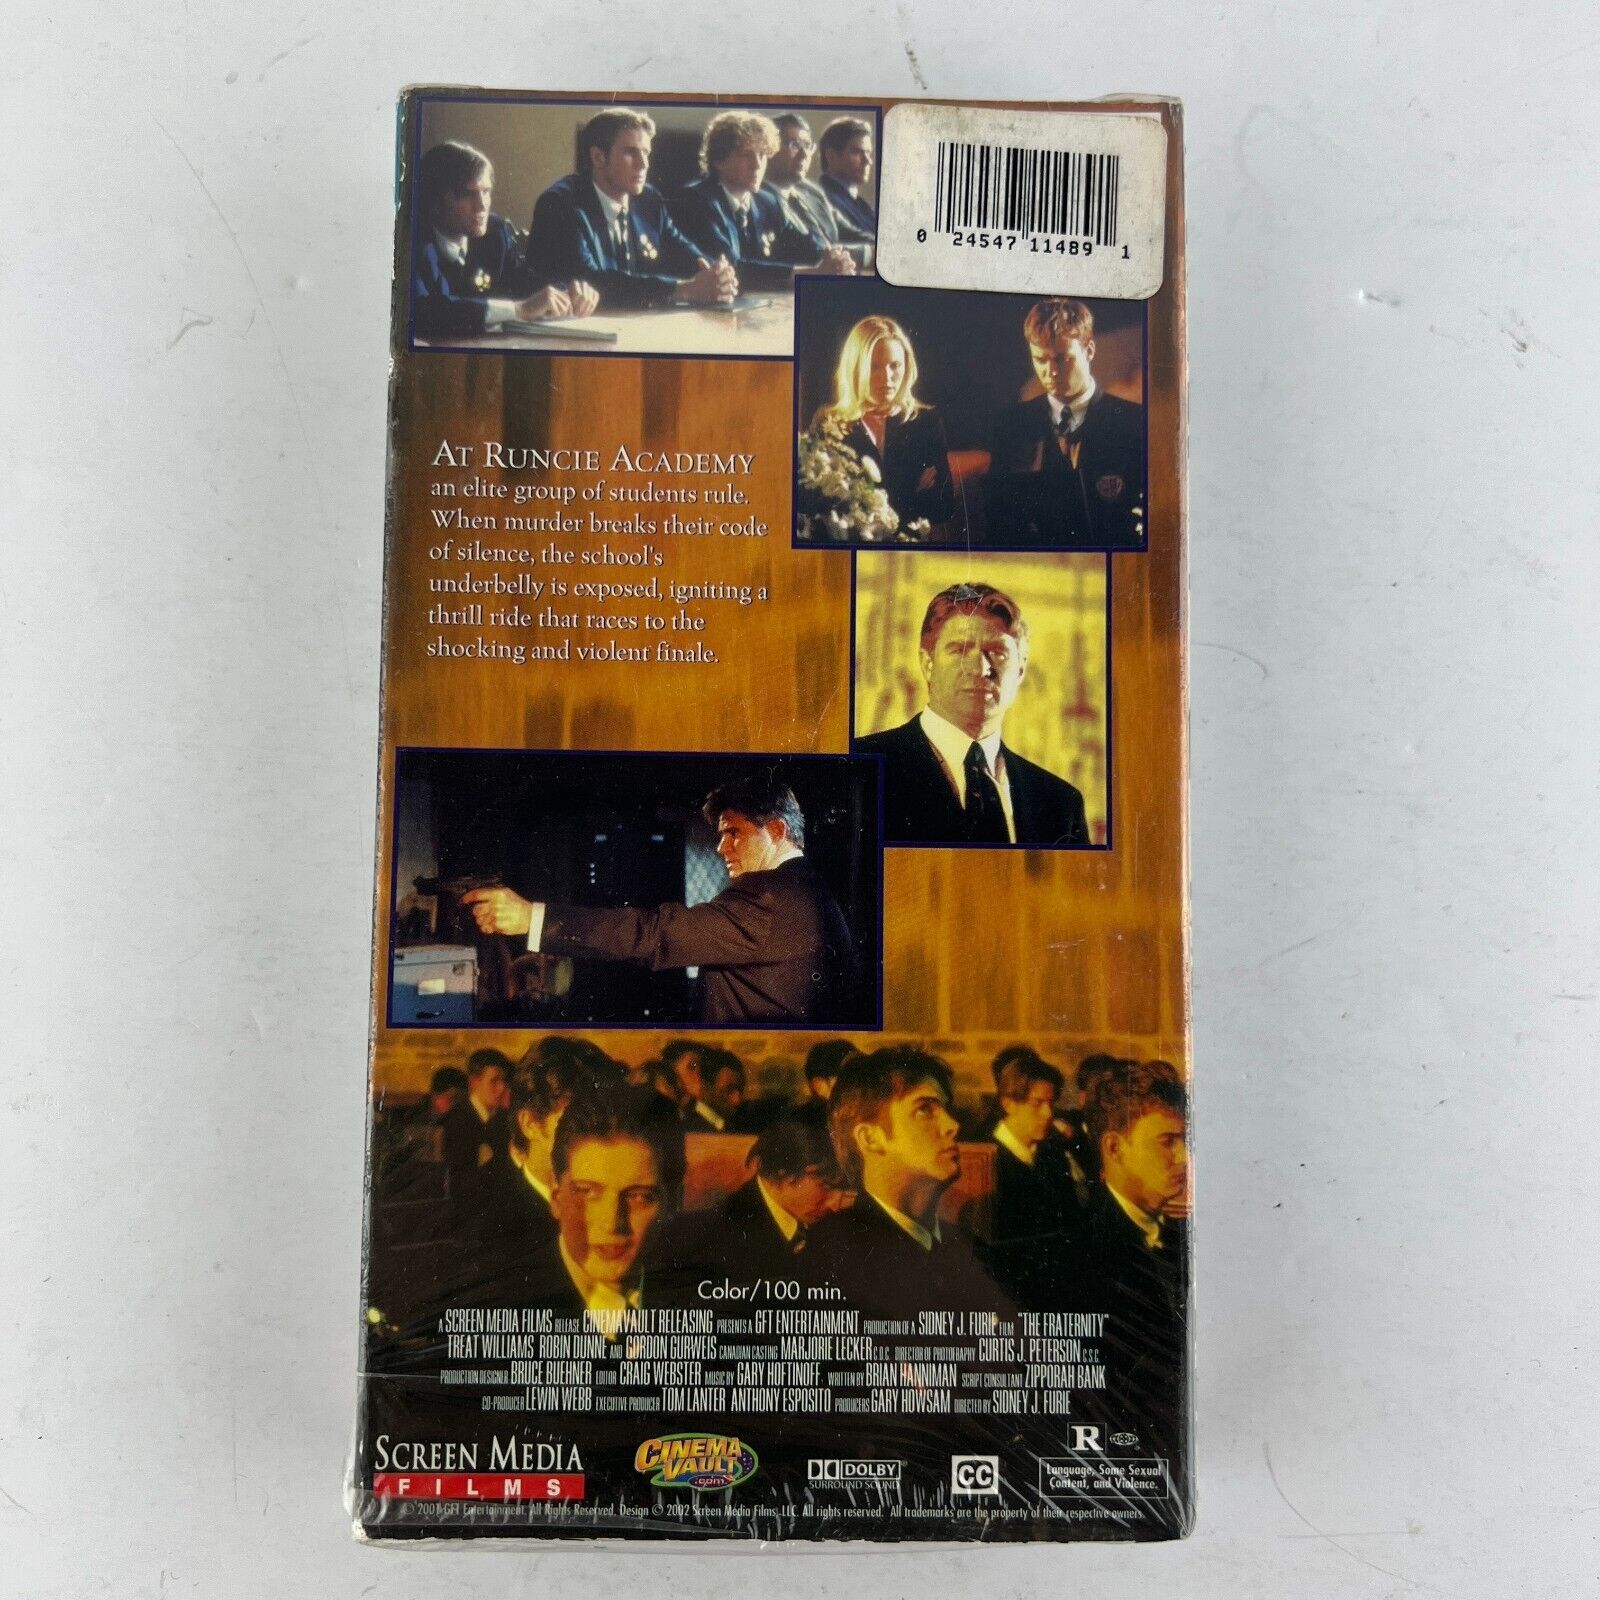 0 24547 11489 1
AT RUNCIE ACADEMY
an elite group of students rule.
When murder breaks their code
of silence, the school's
underbelly is exposed, igniting a
thrill ride that races to the
shocking and violent finale.
Color/100 min.
A SCREEN MEDIA FILMS RELEASE CINEMAVAULT RELEASING PRESENTS A GFT ENTERTAINMENT PRODUCTION OF A SIDNEY J. FURIE FILM "THE FRATERNITY"
TREAT WILLIAMS ROBIN DUNNE AND GORDON CURWEIS CANADIAN CASTING MARJORIE LECKER C.D.C. DIRECTOR OF PHOTOGRAPHY CURTIS J. PETERSON C.S.C.
PRODUCTION DESIGNER BRUCE BUEHNER EDITOR CRAIG WEBSTER MUSIC BY GARY HOFTINOFF WRITTEN BY BRIAN HANNIMAN SCRIPT CONSULTANT ZIPPORAH BANK
CO-PRODUCER LEWIN WEBB EXECUTIVE PRODUCER TOM LANTER ANTHONY ESPOSITO PRODUCERS GARY HOWSAM DIRECTED BY SIDNEY J. FURIE
SCREEN MEDIA
FILMS
CINEMA
VAULT
.com
DOLBY
SURROUND SOUND
CC
R
Language, Some Sexual
Content, and Violence.
© 2001 GFT Entertainment. All Rights Reserved. Design © 2002 Screen Media Films, LLC. All rights reserved. All trademarks are the property of their respective owners.